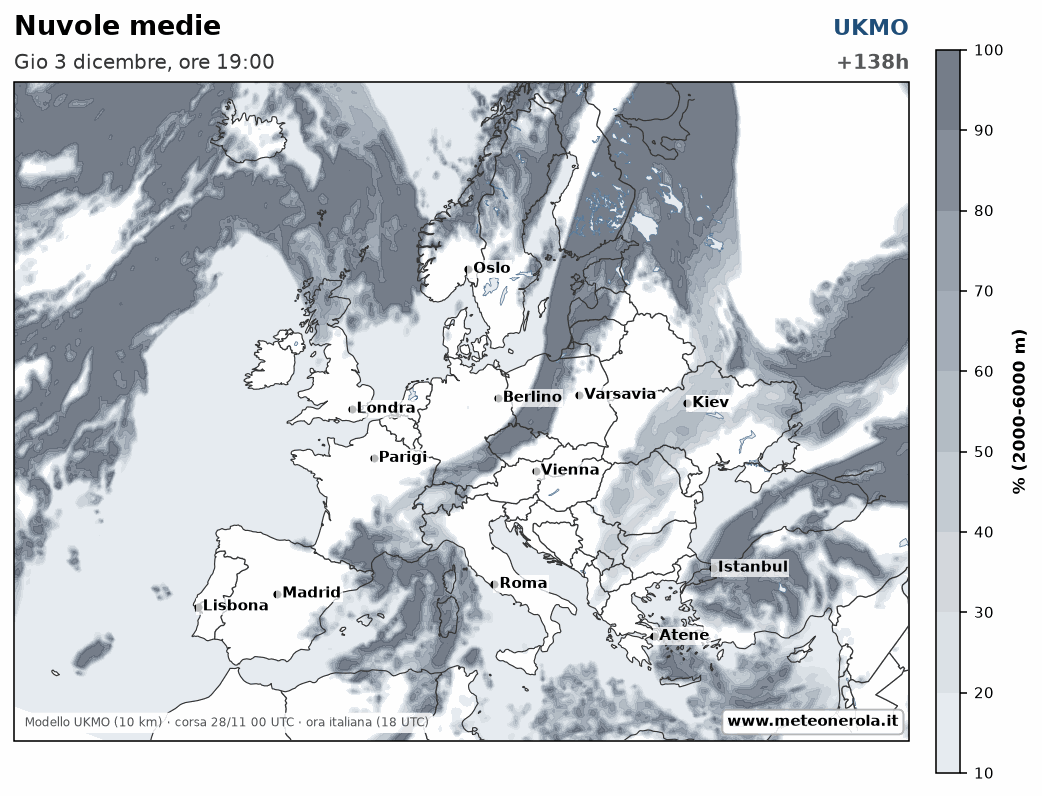 Nuvole medie
UKMO
Gio 3 dicembre, ore 19:00
+138h
100
90
80
70
60
50
40
30
20
10
% (2000-6000 m)
Oslo
Berlino
Varsavia
Kiev
Londra
Parigi
Vienna
Istanbul
Roma
Madrid
Lisbona
Atene
Modello UKMO (10 km) · corsa 28/11 00 UTC · ora italiana (18 UTC)
www.meteonerola.it